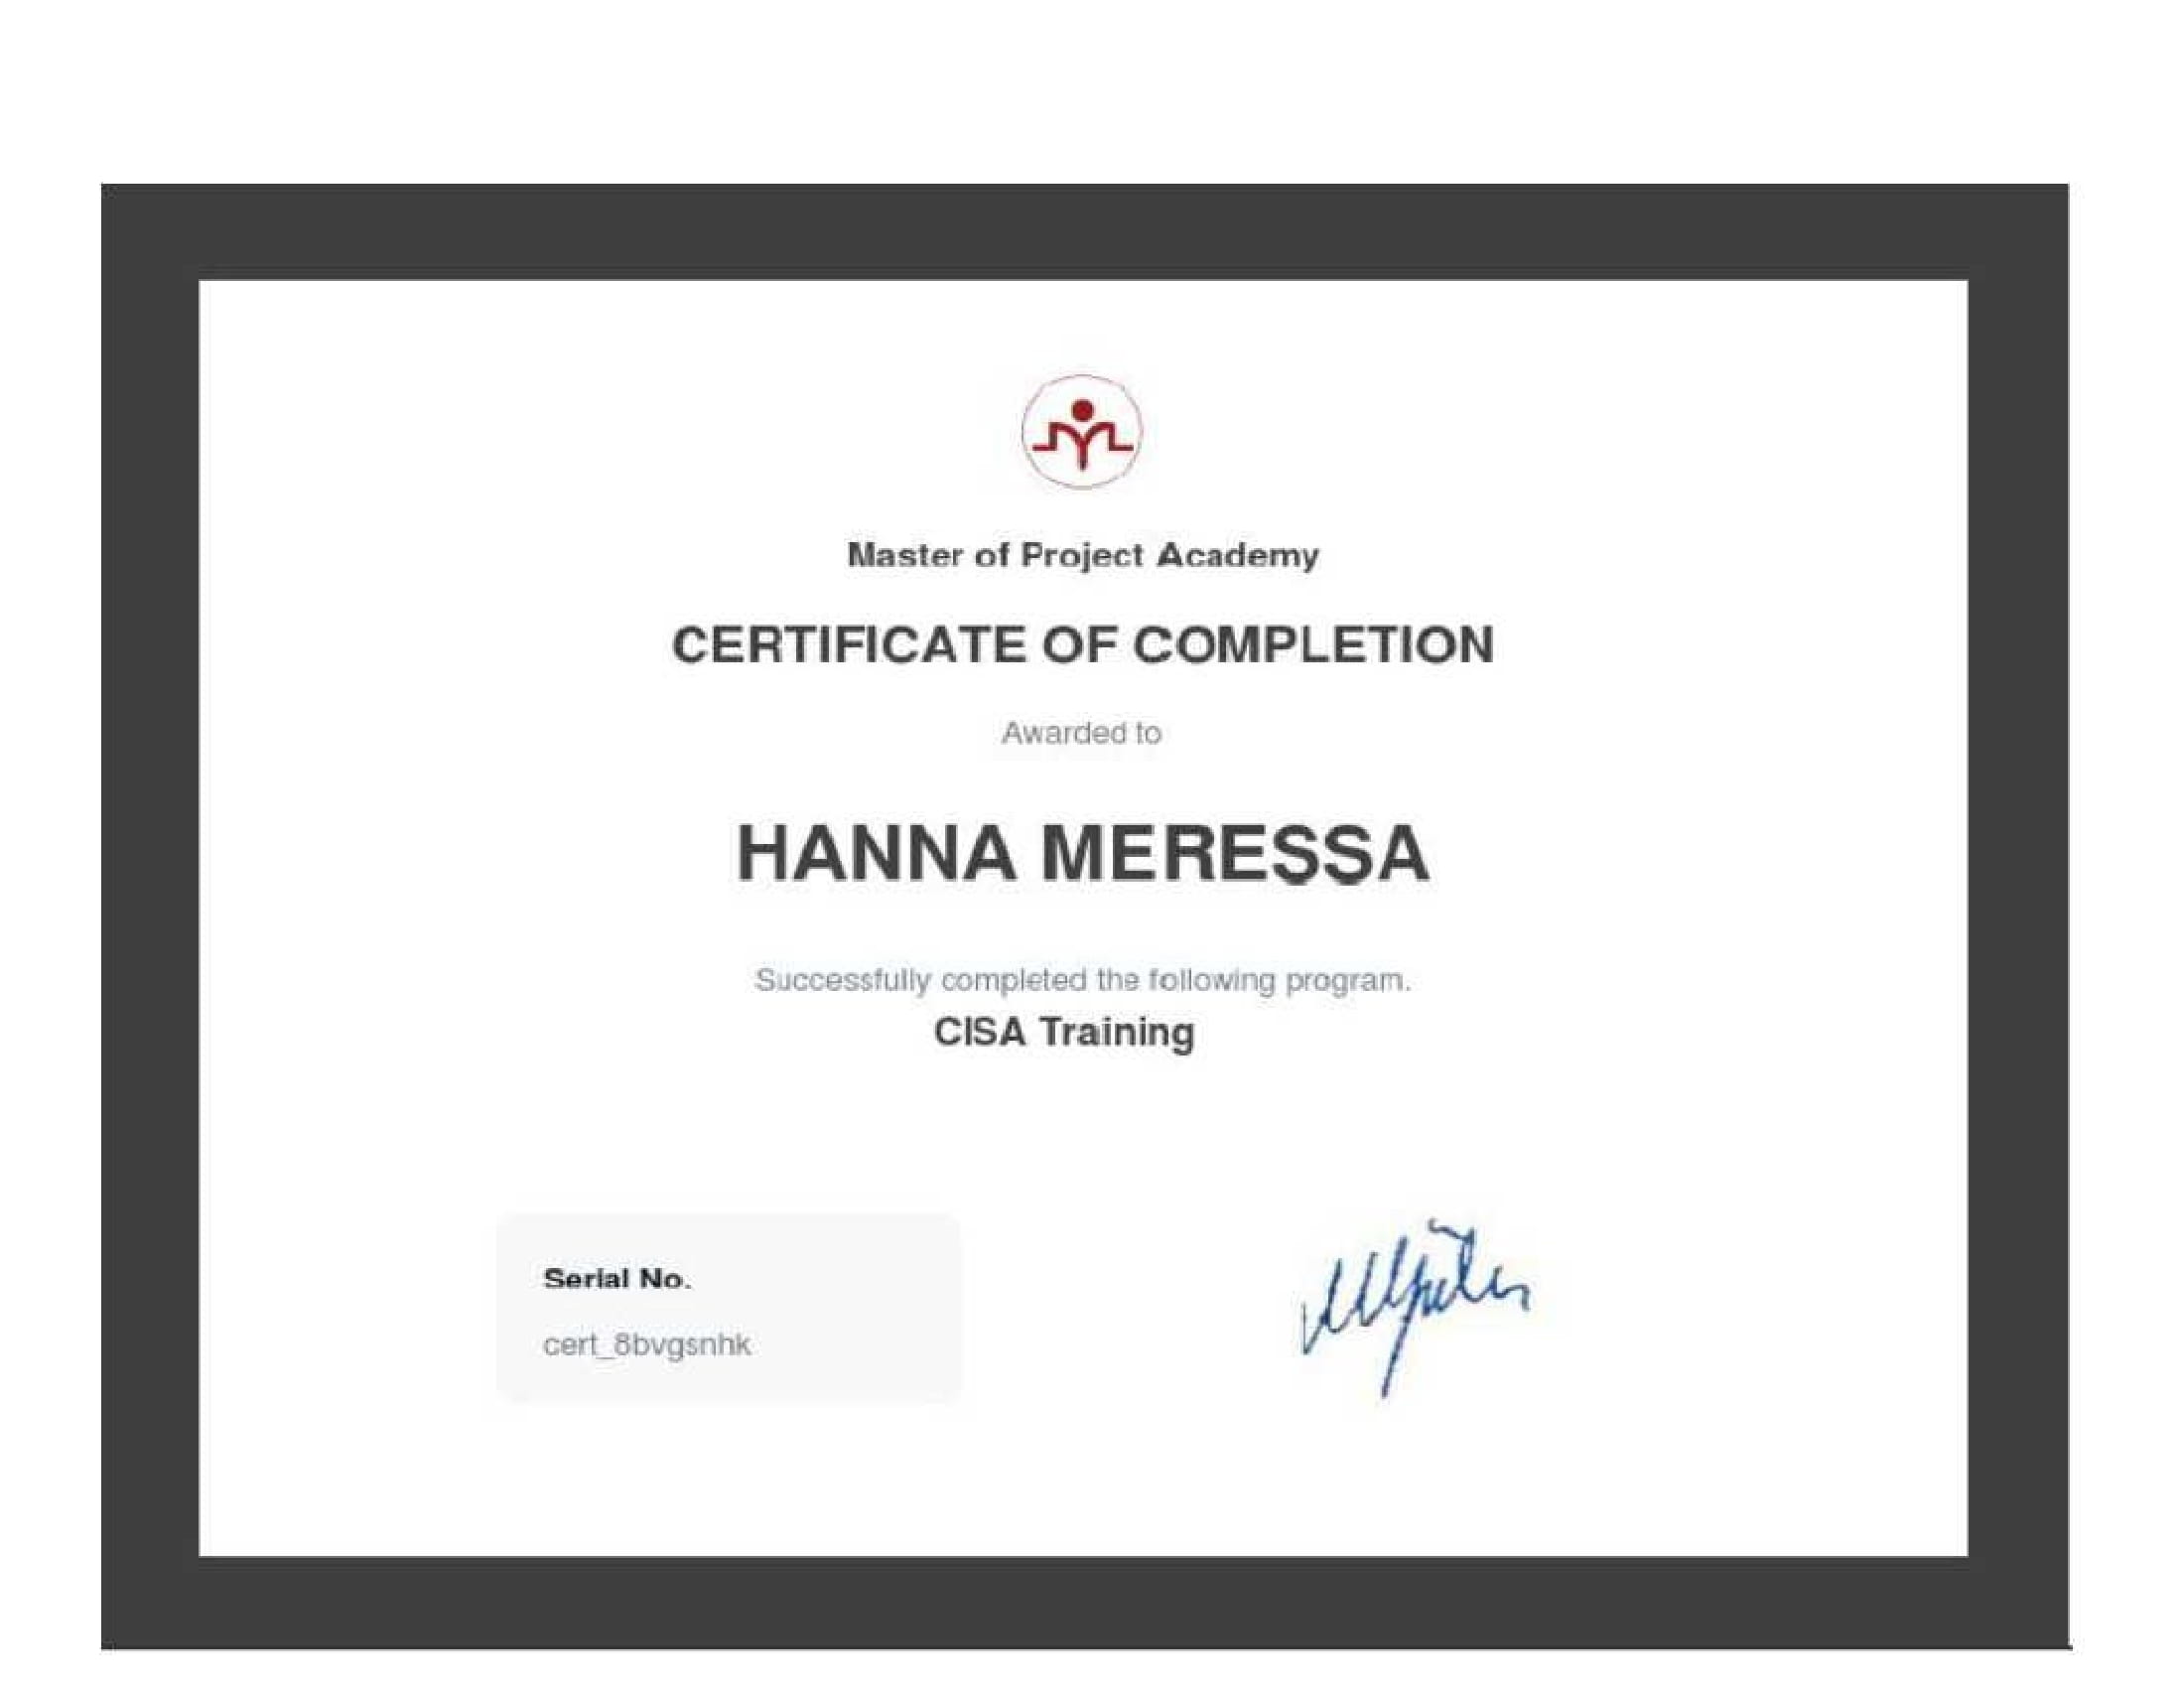 Master of Project Academy
CERTIFICATE OF COMPLETION
Awarded to
HANNA MERESSA
Successfully completed the following program.
CISA Training
Serial No.
cert_8bvgsnhk